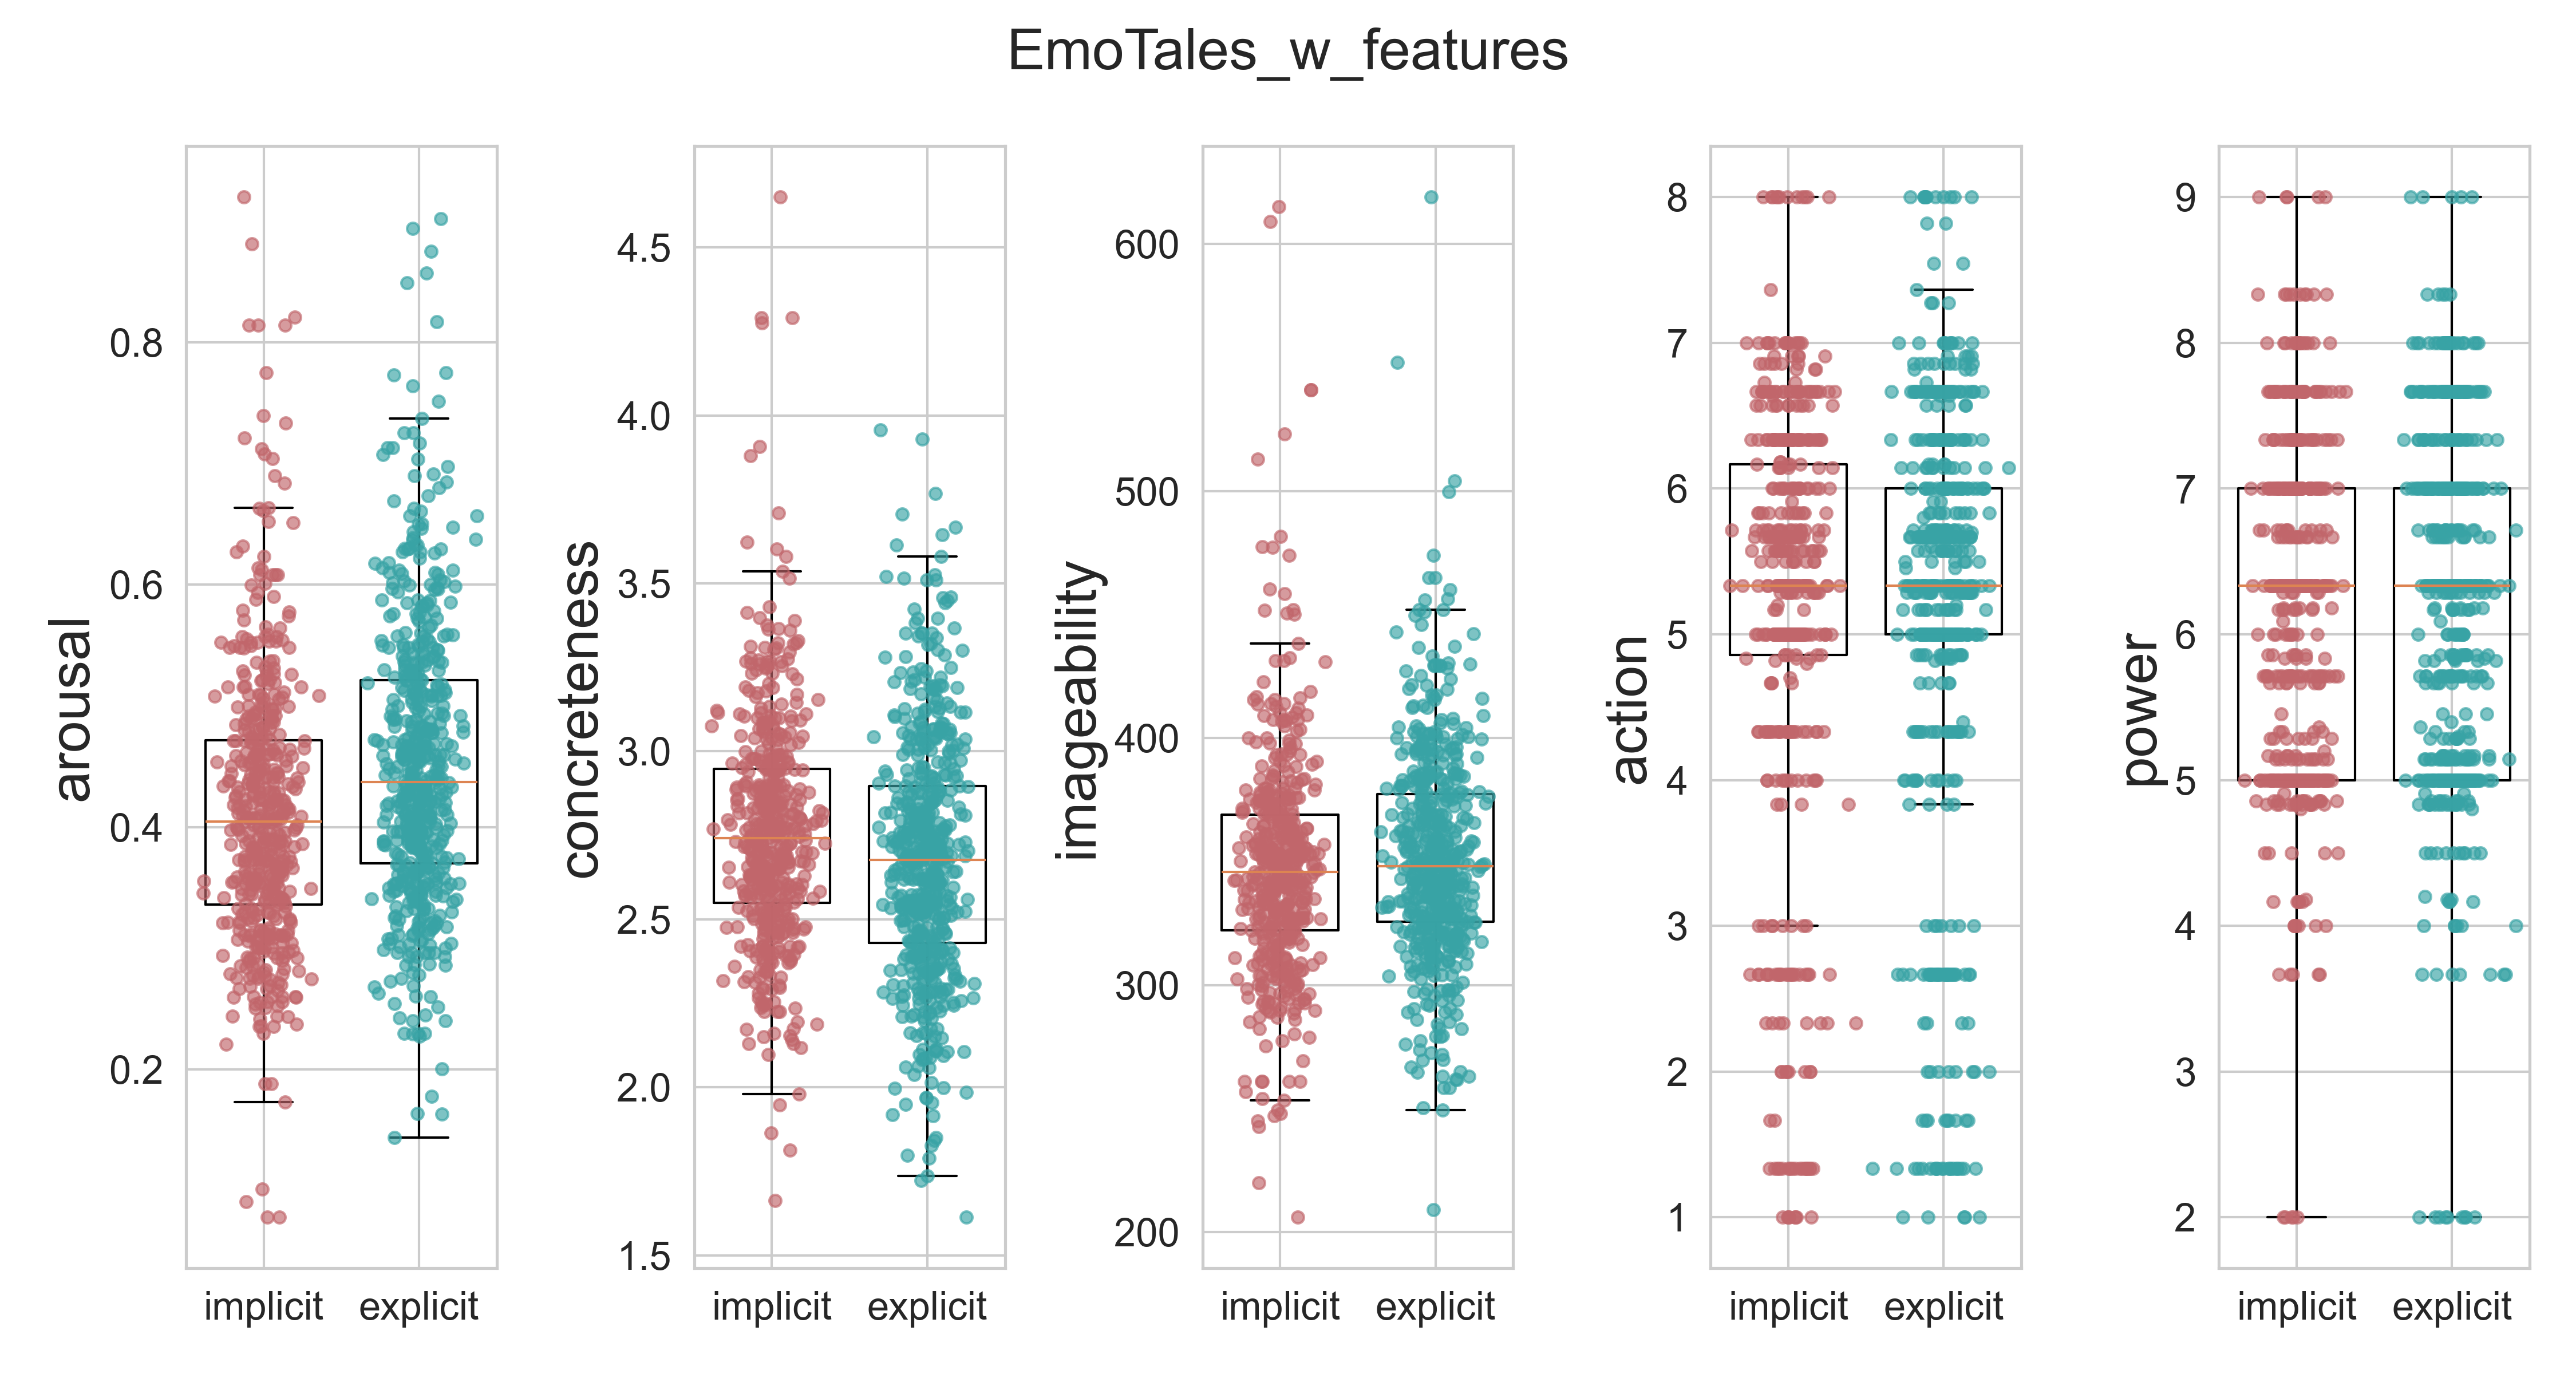 EmoTales_w_features
arousal
0.8
0.6
0.4
0.2
implicit explicit
concreteness
4.5
4.0
3.5
3.0
2.5
2.0
1.5
implicit explicit
imageability
600
500
400
300
200
implicit explicit
action
8
7
6
5
4
3
2
1
implicit explicit
power
9
8
7
6
5
4
3
2
implicit explicit